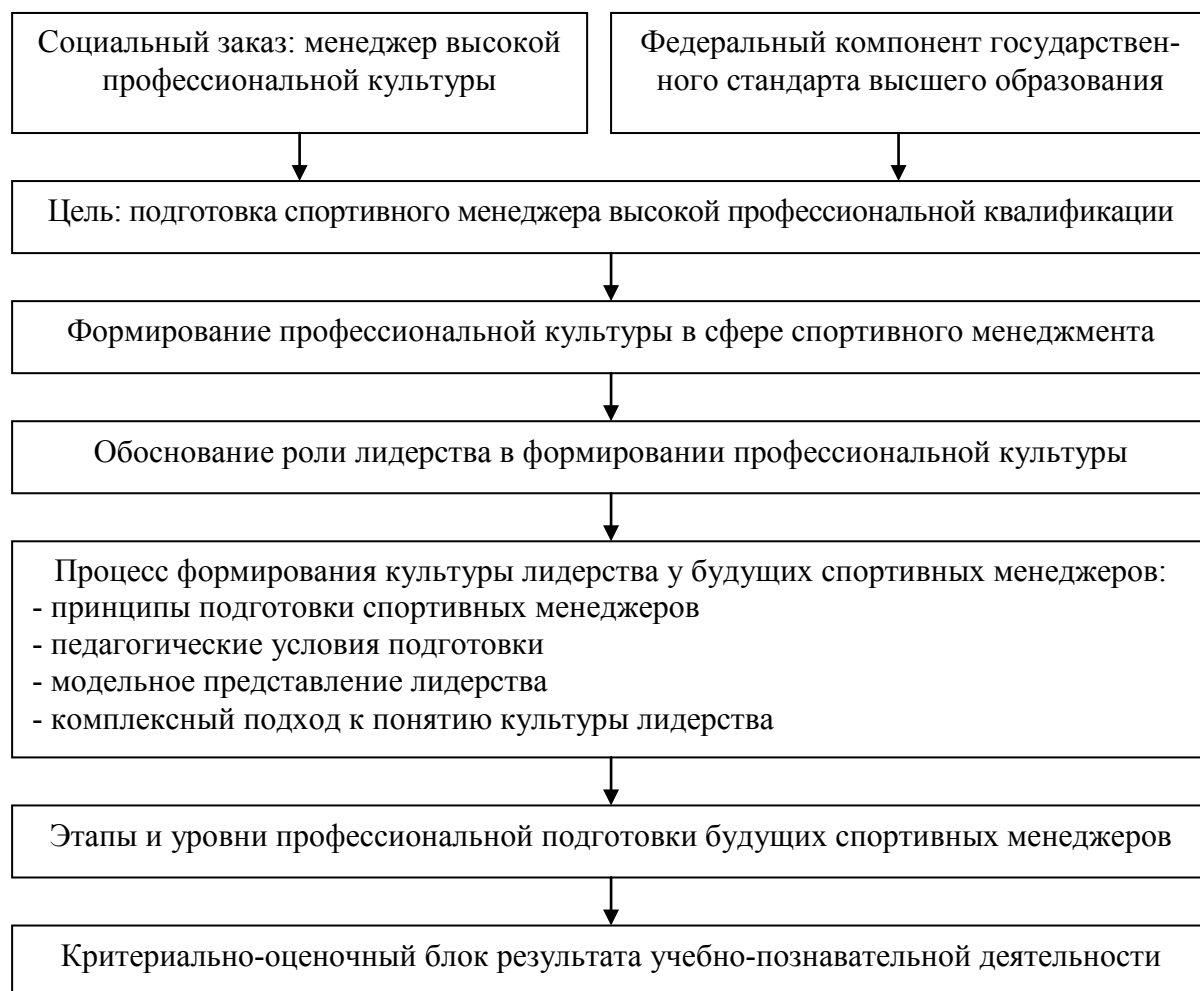 Социальный заказ: менеджер высокой
профессиональной культуры
Федеральный компонент государствен-
ного стандарта высшего образования
Цель: подготовка спортивного менеджера высокой профессиональной квалификации
Формирование профессиональной культуры в сфере спортивного менеджмента
Обоснование роли лидерства в формировании профессиональной культуры
Процесс формирования культуры лидерства у будущих спортивных менеджеров:
- принципы подготовки спортивных менеджеров
- педагогические условия подготовки
- модельное представление лидерства
- комплексный подход к понятию культуры лидерства
Этапы и уровни профессиональной подготовки будущих спортивных менеджеров
Критериально-оценочный блок результата учебно-познавательной деятельности